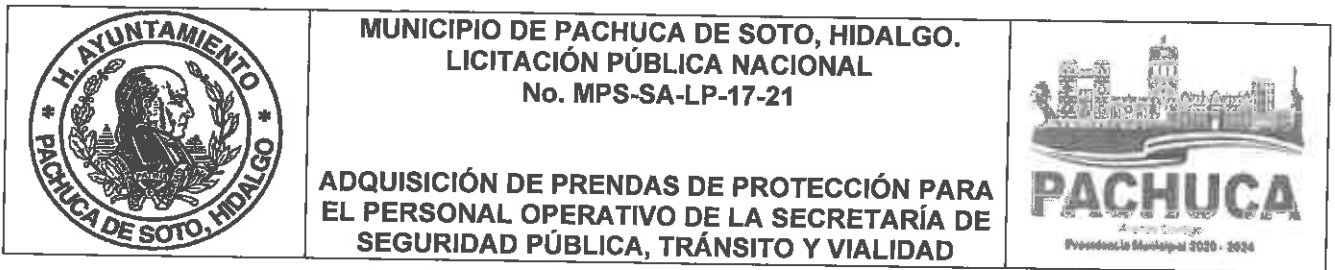 H. AYUNTAMIENTO
* PACHUCA DE SOTO, HIDALGO *
MUNICIPIO DE PACHUCA DE SOTO, HIDALGO.
LICITACIÓN PÚBLICA NACIONAL
No. MPS-SA-LP-17-21
ADQUISICIÓN DE PRENDAS DE PROTECCIÓN PARA
EL PERSONAL OPERATIVO DE LA SECRETARÍA DE
SEGURIDAD PÚBLICA, TRÁNSITO Y VIALIDAD
PACHUCA
Presidencia Municipal 2020 - 2024